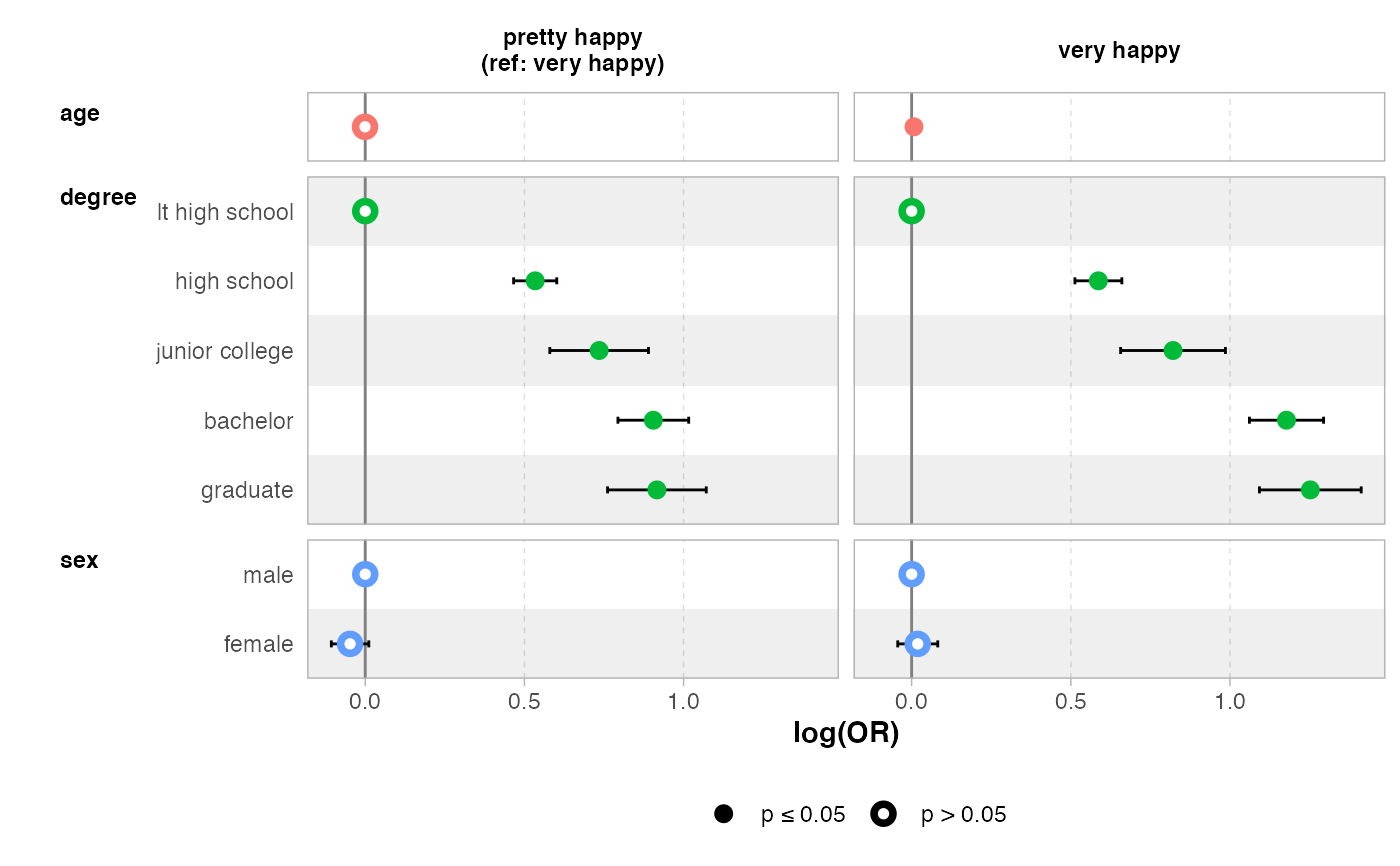 pretty happy
(ref: very happy)
very happy
age
degree
lt high school
high school
junior college
bachelor
graduate
sex
male
female
0.0 0.5 1.0 0.0 0.5 1.0
log(OR)
p ≤ 0.05 p > 0.05